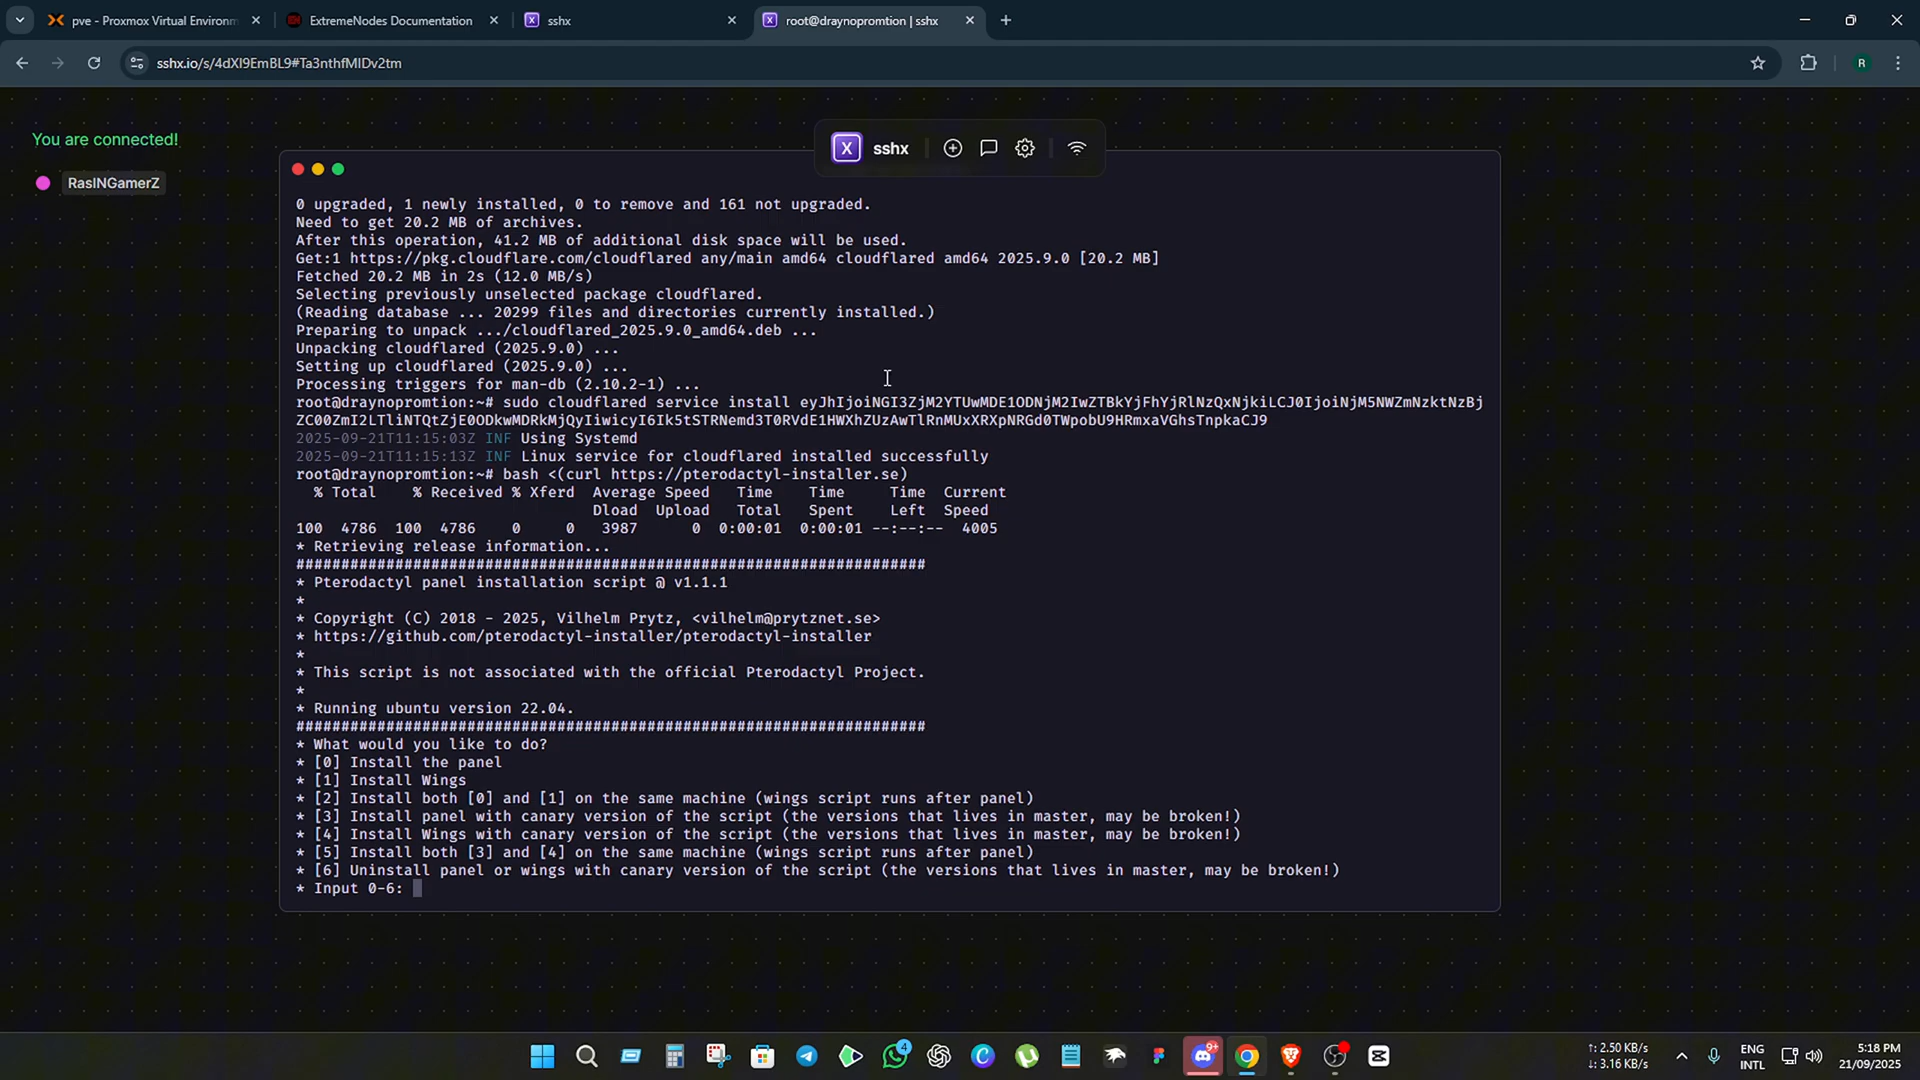 pve - Proxmox Virtual Environm
ExtremeNodes Documentation
sshx
root@draynopromtion | sshx
sshx.io/s/4dXI9EmBL9#Ta3nthfMIDv2tm
R
You are connected!
RasINGamerZ
X sshx
0 upgraded, 1 newly installed, 0 to remove and 161 not upgraded.
Need to get 20.2 MB of archives.
After this operation, 41.2 MB of additional disk space will be used.
Get:1 https://pkg.cloudflare.com/cloudflared any/main amd64 cloudflared amd64 2025.9.0 [20.2 MB]
Fetched 20.2 MB in 2s (12.0 MB/s)
Selecting previously unselected package cloudflared.
(Reading database ... 20299 files and directories currently installed.)
Preparing to unpack .../cloudflared_2025.9.0_amd64.deb ...
Unpacking cloudflared (2025.9.0) ...
Setting up cloudflared (2025.9.0) ...
Processing triggers for man-db (2.10.2-1) ...
root@draynopromtion:~# sudo cloudflared service install eyJhIjoiNGI3ZjM2YTUwMDE1ODNjM2IwZTBkYjFhYjRlNzQxNjkiLCJ0IjoiNjM5NWZmNzktNzBj
ZC00ZmI2LTliNTQtZjE0ODkwMDRkMjQyIiwicyI6Ik5tSTRNemd3T0RVdE1HWXhZUzAwTlRnMUxXRXpNRGd0TWpobU9HRmxaVGhsTnpkaCJ9
2025-09-21T11:15:03Z INF Using Systemd
2025-09-21T11:15:13Z INF Linux service for cloudflared installed successfully
root@draynopromtion:~# bash <(curl https://pterodactyl-installer.se)
% Total % Received % Xferd Average Speed Time Time Time Current
Dload Upload Total Spent Left Speed
100 4786 100 4786 0 0 3987 0 0:00:01 0:00:01 --:--:-- 4005
* Retrieving release information...
######################################################################
* Pterodactyl panel installation script @ v1.1.1
*
* Copyright (C) 2018 - 2025, Vilhelm Prytz, <vilhelm@prytznet.se>
* https://github.com/pterodactyl-installer/pterodactyl-installer
*
* This script is not associated with the official Pterodactyl Project.
*
* Running ubuntu version 22.04.
######################################################################
* What would you like to do?
* [0] Install the panel
* [1] Install Wings
* [2] Install both [0] and [1] on the same machine (wings script runs after panel)
* [3] Install panel with canary version of the script (the versions that lives in master, may be broken!)
* [4] Install Wings with canary version of the script (the versions that lives in master, may be broken!)
* [5] Install both [3] and [4] on the same machine (wings script runs after panel)
* [6] Uninstall panel or wings with canary version of the script (the versions that lives in master, may be broken!)
* Input 0-6:
4
9+
↑: 2.50 KB/s
↓: 3.16 KB/s
ENG
INTL
5:18 PM
21/09/2025